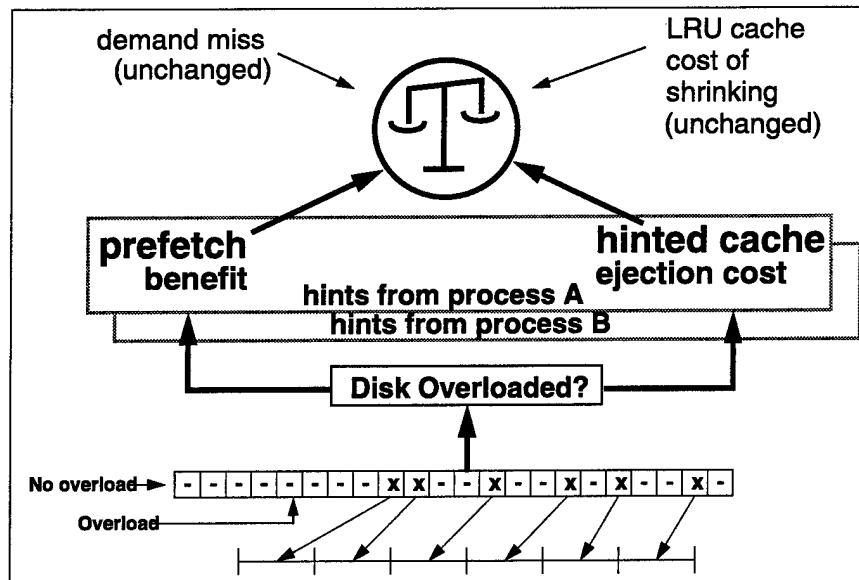 demand miss
(unchanged)
LRU cache
cost of
shrinking
(unchanged)
prefetch
benefit
hinted cache
ejection cost
hints from process A
hints from process B
Disk Overloaded?
No overload
- - - - - - - - x x - - x - - x - x - - x -
Overload